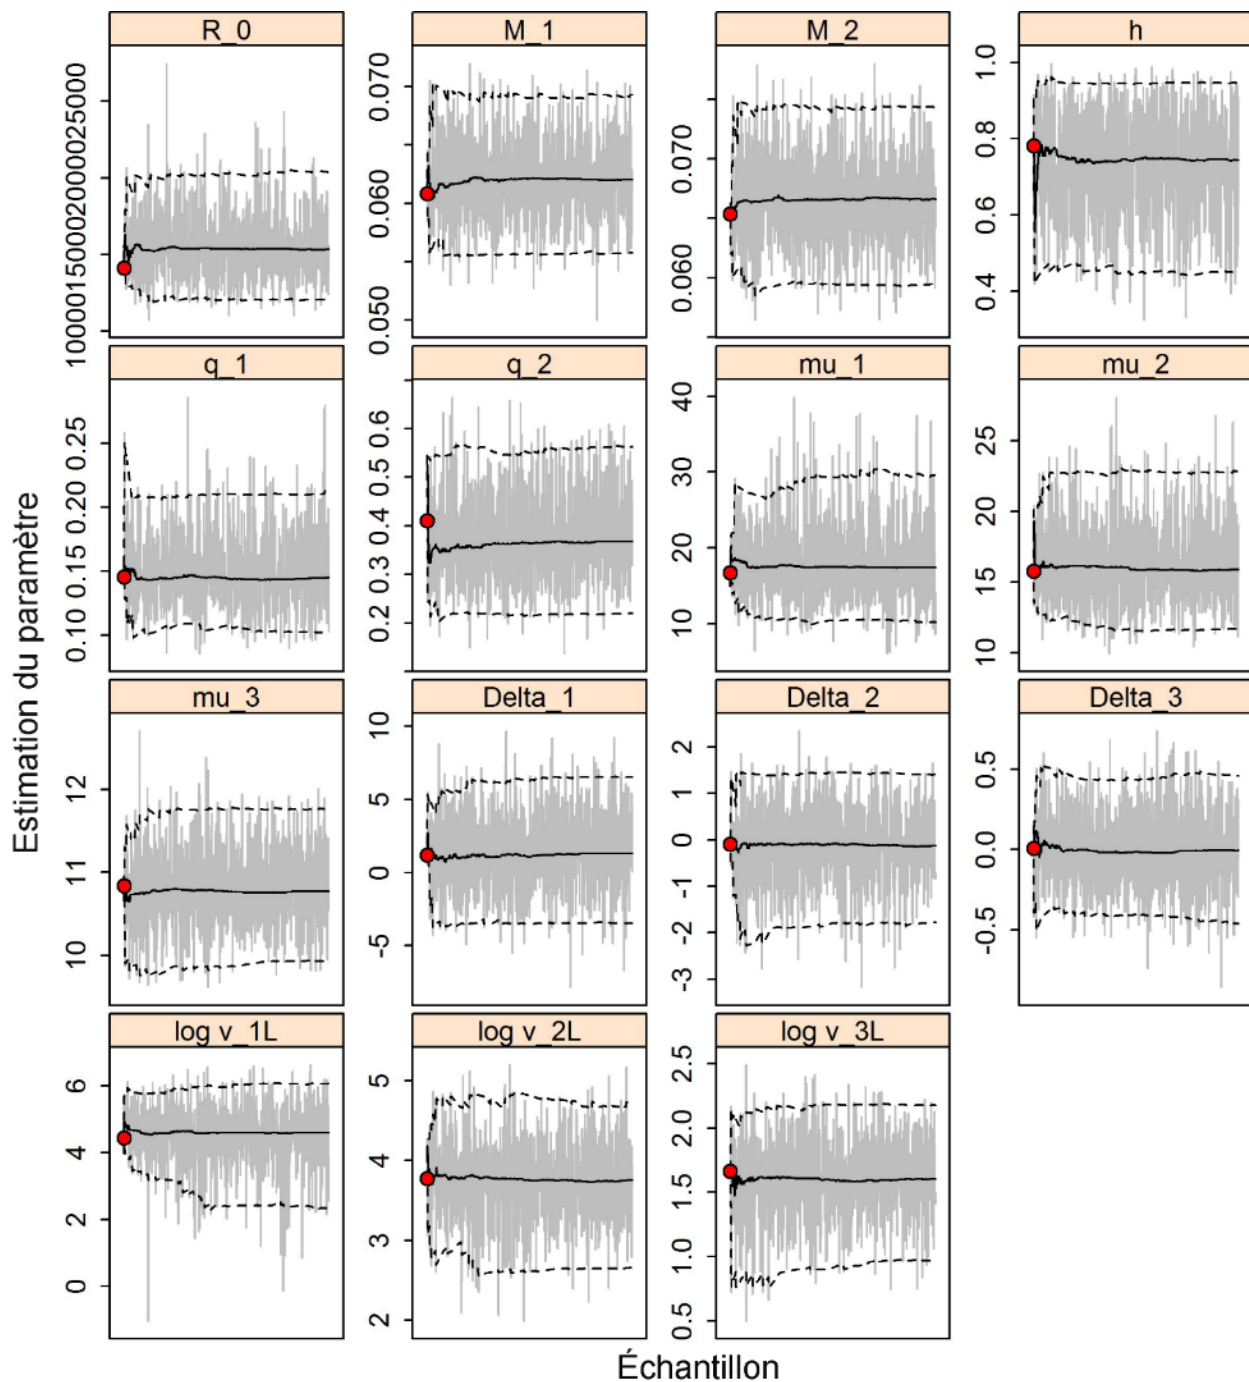 R_0 M_1 M_2 h
10000 15000 20000 25000
0.050 0.060 0.070
0.060 0.070
0.4 0.6 0.8 1.0
q_1 q_2 mu_1 mu_2
0.10 0.15 0.20 0.25
0.2 0.3 0.4 0.5 0.6
10 20 30 40
10 15 20 25
mu_3 Delta_1 Delta_2 Delta_3
10 11 12
-5 0 5 10
-3 -2 -1 0 1 2
-0.5 0.0 0.5
log v_1L log v_2L log v_3L
0 2 4 6
2 3 4 5
0.5 1.0 1.5 2.0 2.5
Estimation du paramètre
Échantillon